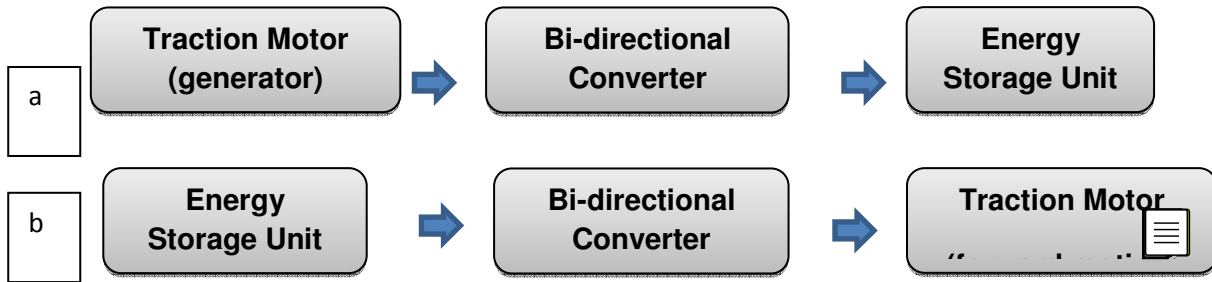 a
Traction Motor
(generator)
Bi-directional
Converter
Energy
Storage Unit
b
Energy
Storage Unit
Bi-directional
Converter
Traction Motor